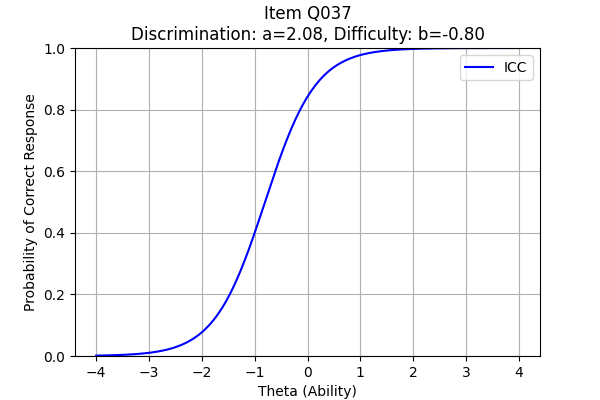 Item Q037
Discrimination: a=2.08, Difficulty: b=-0.80
ICC
Probability of Correct Response
1.0
0.8
0.6
0.4
0.2
0.0
−4 −3 −2 −1 0 1 2 3 4
Theta (Ability)